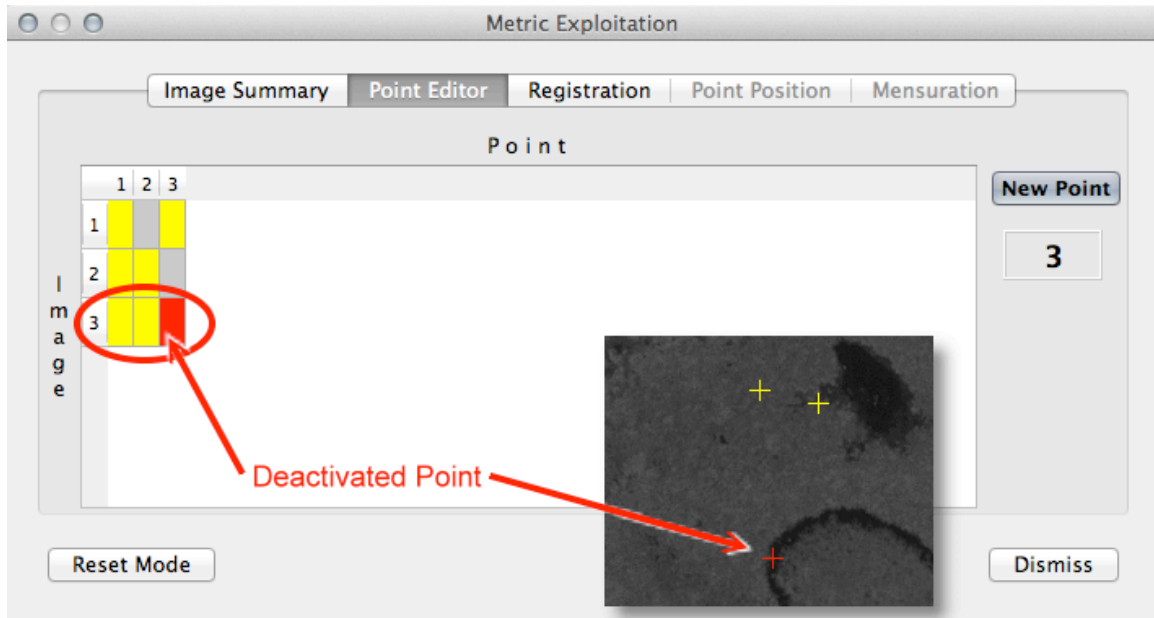 Metric Exploitation
Image Summary Point Editor Registration Point Position Mensuration
Point
1 2 3
New Point
1
3
2
3
Image
Deactivated Point
Reset Mode
Dismiss